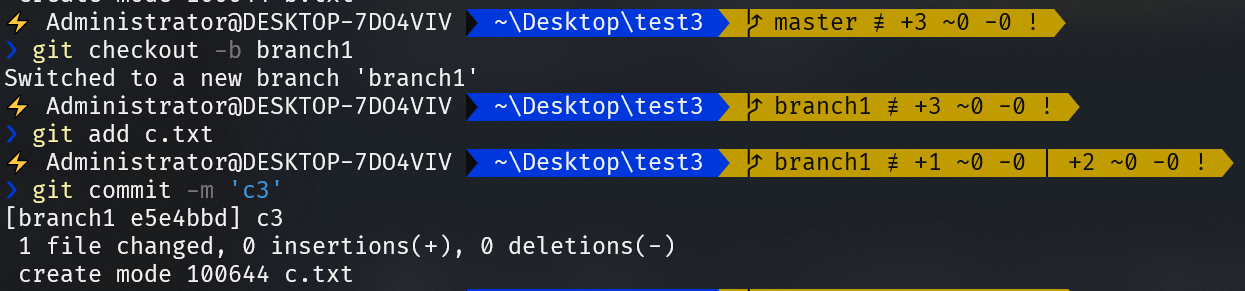 create mode 100644 b.txt
⚡ Administrator@DESKTOP-7DO4VIV ~\Desktop\test3 master ≢ +3 ~0 -0 !
❯ git checkout -b branch1
Switched to a new branch 'branch1'
⚡ Administrator@DESKTOP-7DO4VIV ~\Desktop\test3 branch1 ≢ +3 ~0 -0 !
❯ git add c.txt
⚡ Administrator@DESKTOP-7DO4VIV ~\Desktop\test3 branch1 ≢ +1 ~0 -0 | +2 ~0 -0 !
❯ git commit -m 'c3'
[branch1 e5e4bbd] c3
1 file changed, 0 insertions(+), 0 deletions(-)
create mode 100644 c.txt